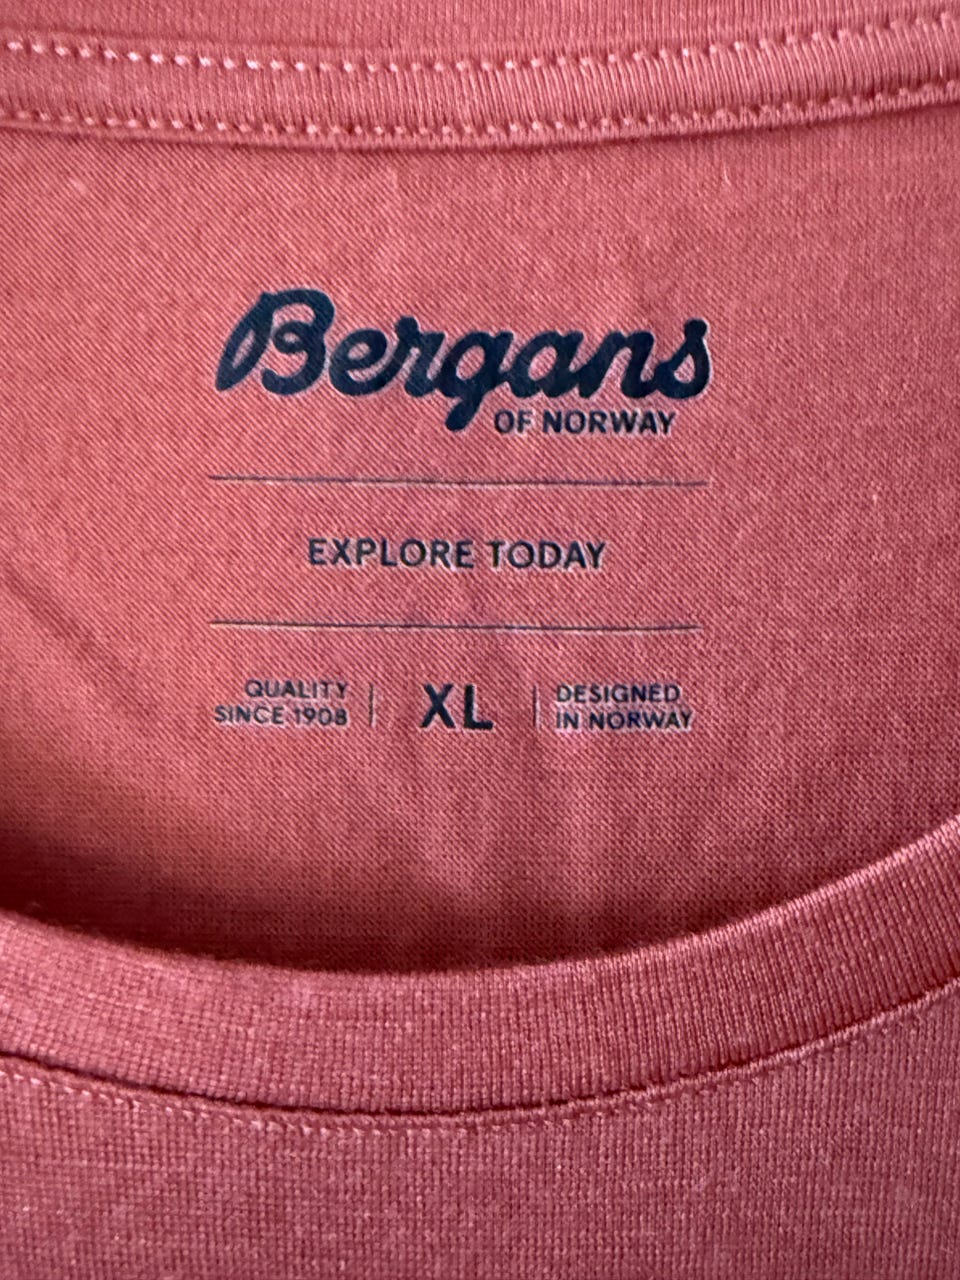 Bergans
OF NORWAY
EXPLORE TODAY
QUALITY
SINCE 1908
XL
DESIGNED
IN NORWAY